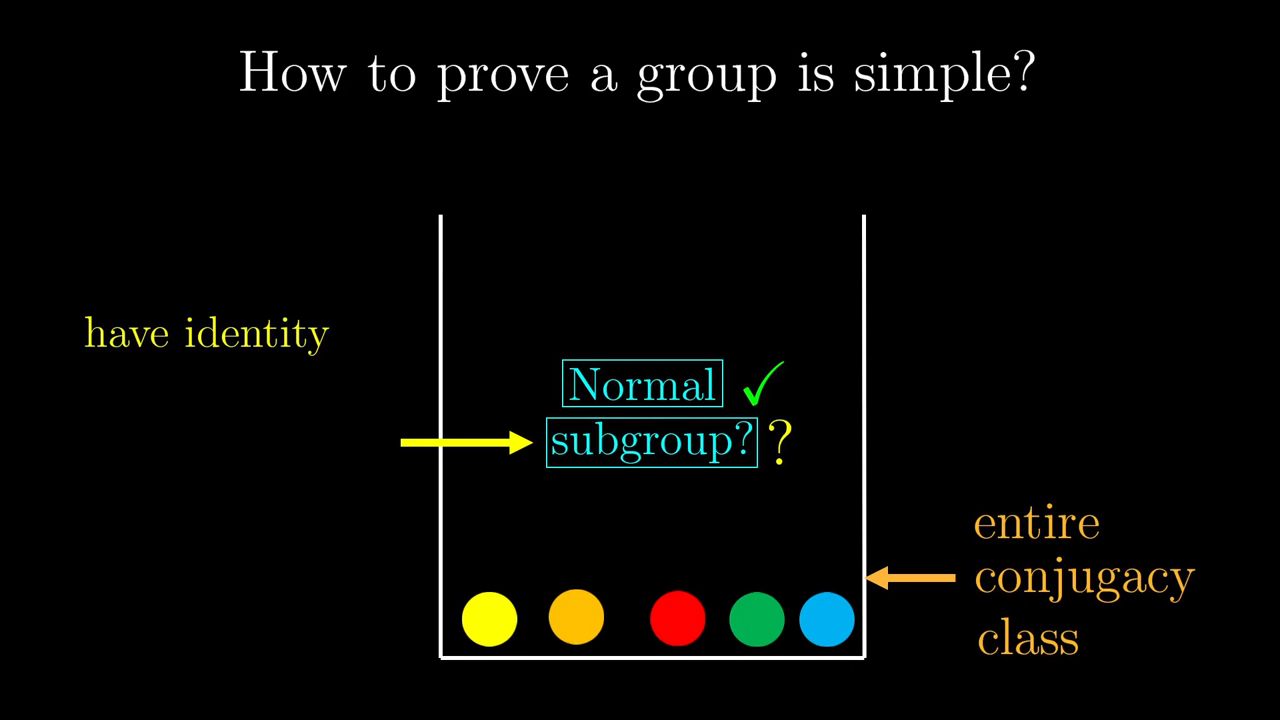 How to prove a group is simple?
have identity
Normal ✓
subgroup? ?
entire
conjugacy
class